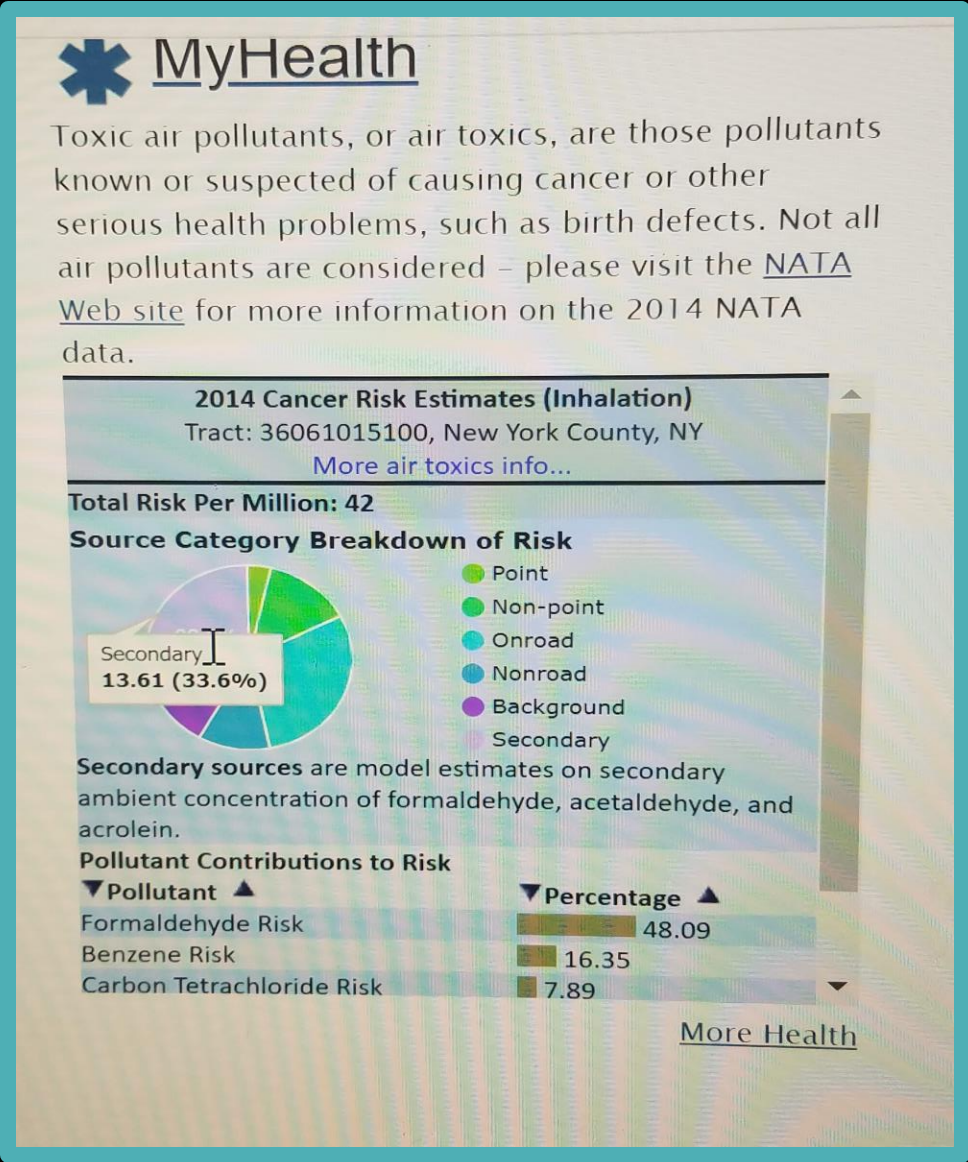 MyHealth
Toxic air pollutants, or air toxics, are those pollutants
known or suspected of causing cancer or other
serious health problems, such as birth defects. Not all
air pollutants are considered – please visit the NATA
Web site for more information on the 2014 NATA
data.
2014 Cancer Risk Estimates (Inhalation)
Tract: 36061015100, New York County, NY
More air toxics info...
Total Risk Per Million: 42
Source Category Breakdown of Risk
Point
Non-point
Onroad
Nonroad
Background
Secondary
Secondary
13.61 (33.6%)
Secondary sources are model estimates on secondary
ambient concentration of formaldehyde, acetaldehyde, and
acrolein.
Pollutant Contributions to Risk
▼Pollutant ▲ ▼Percentage ▲
Formaldehyde Risk 48.09
Benzene Risk 16.35
Carbon Tetrachloride Risk 7.89
More Health